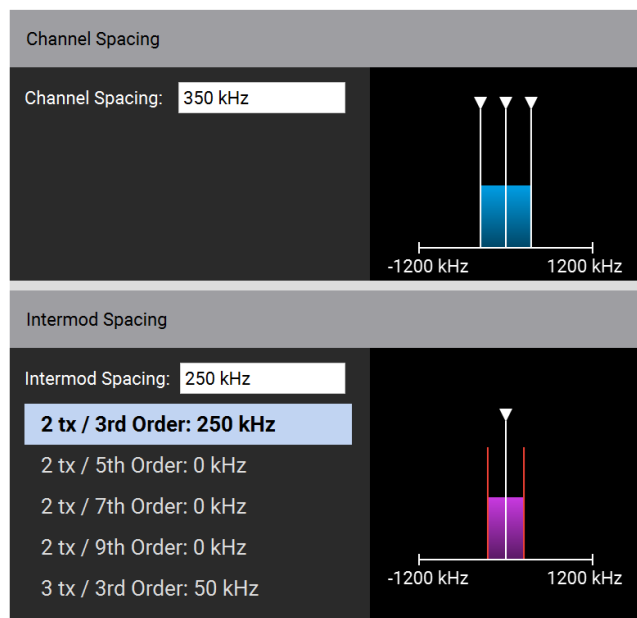 Channel Spacing
Channel Spacing: 350 kHz
-1200 kHz 1200 kHz
Intermod Spacing
Intermod Spacing: 250 kHz
2 tx / 3rd Order: 250 kHz
2 tx / 5th Order: 0 kHz
2 tx / 7th Order: 0 kHz
2 tx / 9th Order: 0 kHz
3 tx / 3rd Order: 50 kHz
-1200 kHz 1200 kHz